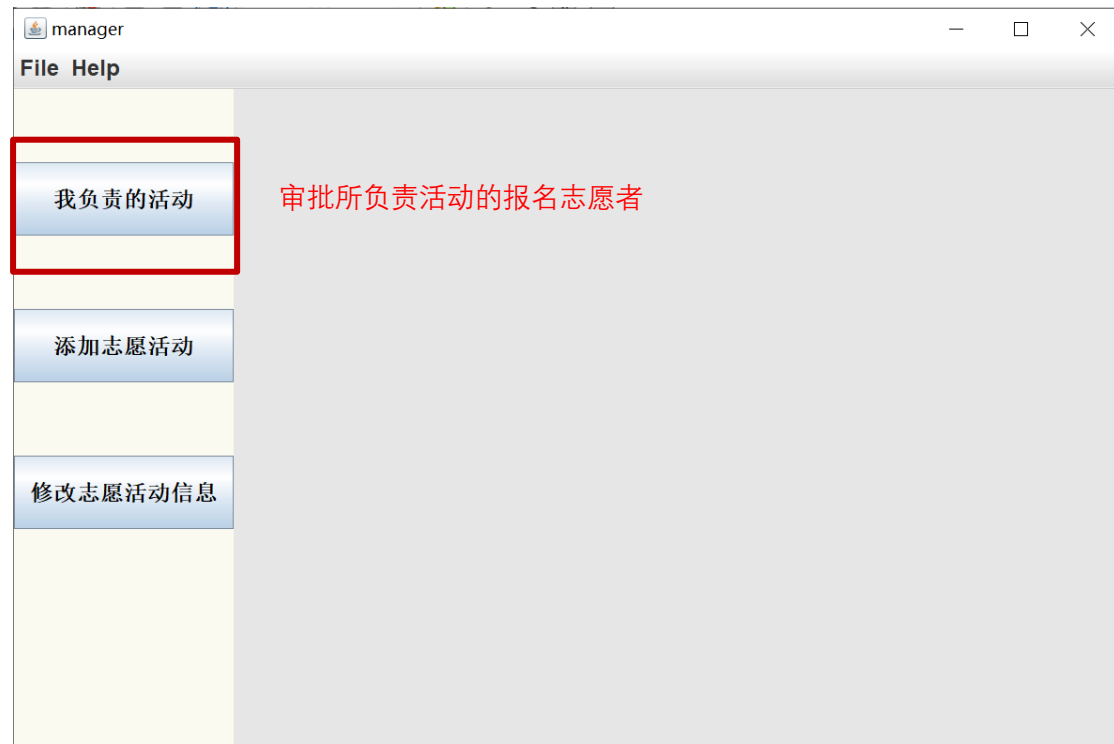 manager
File Help
我负责的活动
审批所负责活动的报名志愿者
添加志愿活动
修改志愿活动信息